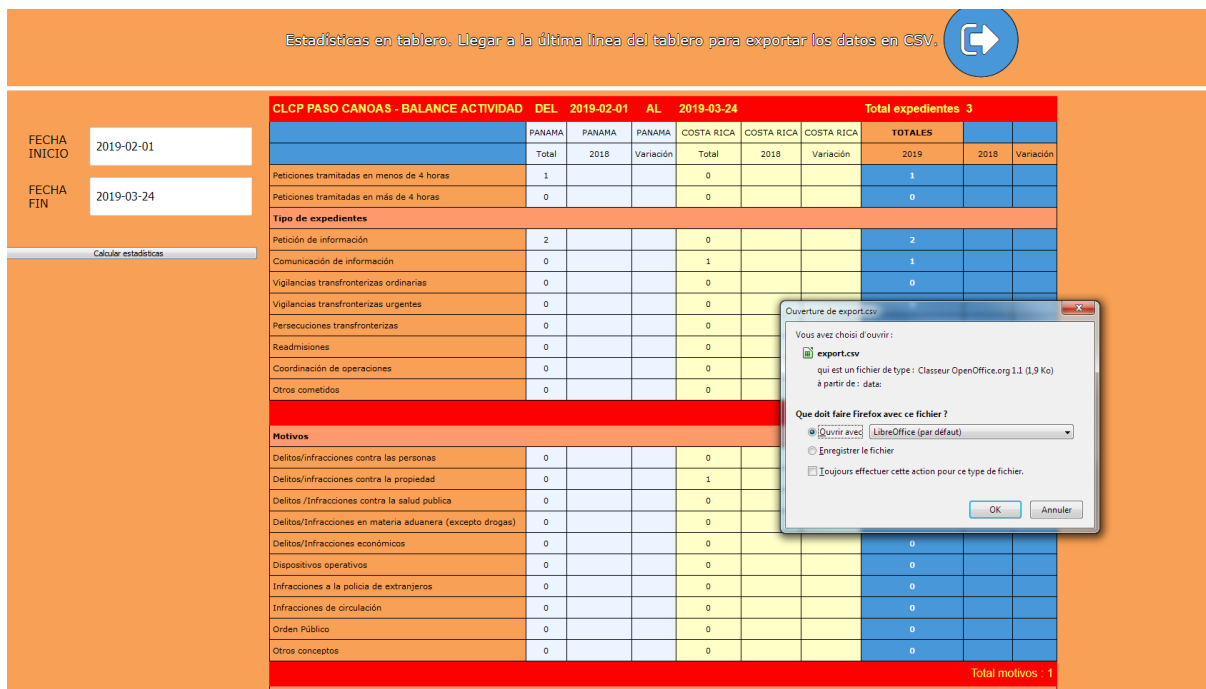 Estadísticas en tablero. Llegar a la última línea del tablero para exportar los datos en CSV.
FECHA INICIO
2019-02-01
FECHA FIN
2019-03-24
Calcular estadísticas
CLCP PASO CANOAS - BALANCE ACTIVIDAD DEL 2019-02-01 AL 2019-03-24 Total expedientes 3
PANAMA PANAMA PANAMA COSTA RICA COSTA RICA COSTA RICA TOTALES
Total 2018 Variación Total 2018 Variación 2019 2018 Variación
Peticiones tramitadas en menos de 4 horas 1 0 1
Peticiones tramitadas en más de 4 horas 0 0 0
Tipo de expedientes
Petición de información 2 0 2
Comunicación de información 0 1 1
Vigilancias transfronterizas ordinarias 0 0 0
Vigilancias transfronterizas urgentes 0 0
Persecuciones transfronterizas 0 0
Readmisiones 0 0
Coordinación de operaciones 0 0
Otros cometidos 0 0
Motivos
Delitos/infracciones contra las personas 0 0
Delitos/infracciones contra la propiedad 0 1
Delitos /Infracciones contra la salud publica 0 0
Delitos/Infracciones en materia aduanera (excepto drogas) 0 0
Delitos/Infracciones económicos 0 0 0
Dispositivos operativos 0 0 0
Infracciones a la policia de extranjeros 0 0 0
Infracciones de circulación 0 0 0
Orden Público 0 0 0
Otros conceptos 0 0 0
Total motivos : 1
Ouverture de export.csv
Vous avez choisi d'ouvrir :
export.csv
qui est un fichier de type : Classeur OpenOffice.org 1.1 (1,9 Ko)
à partir de : data:
Que doit faire Firefox avec ce fichier ?
Ouvrir avec LibreOffice (par défaut)
Enregistrer le fichier
Toujours effectuer cette action pour ce type de fichier.
OK Annuler